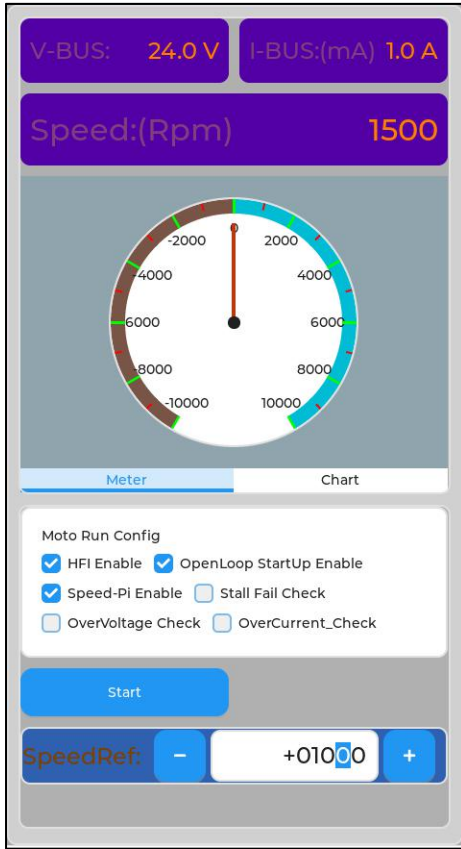 V-BUS: 24.0 V I-BUS:(mA) 1.0 A
Speed:(Rpm) 1500
0
-2000 2000
-4000 4000
-6000 6000
-8000 8000
-10000 10000
Meter Chart
Moto Run Config
HFI Enable OpenLoop StartUp Enable
Speed-Pi Enable Stall Fail Check
OverVoltage Check OverCurrent_Check
Start
SpeedRef: − +01000 +